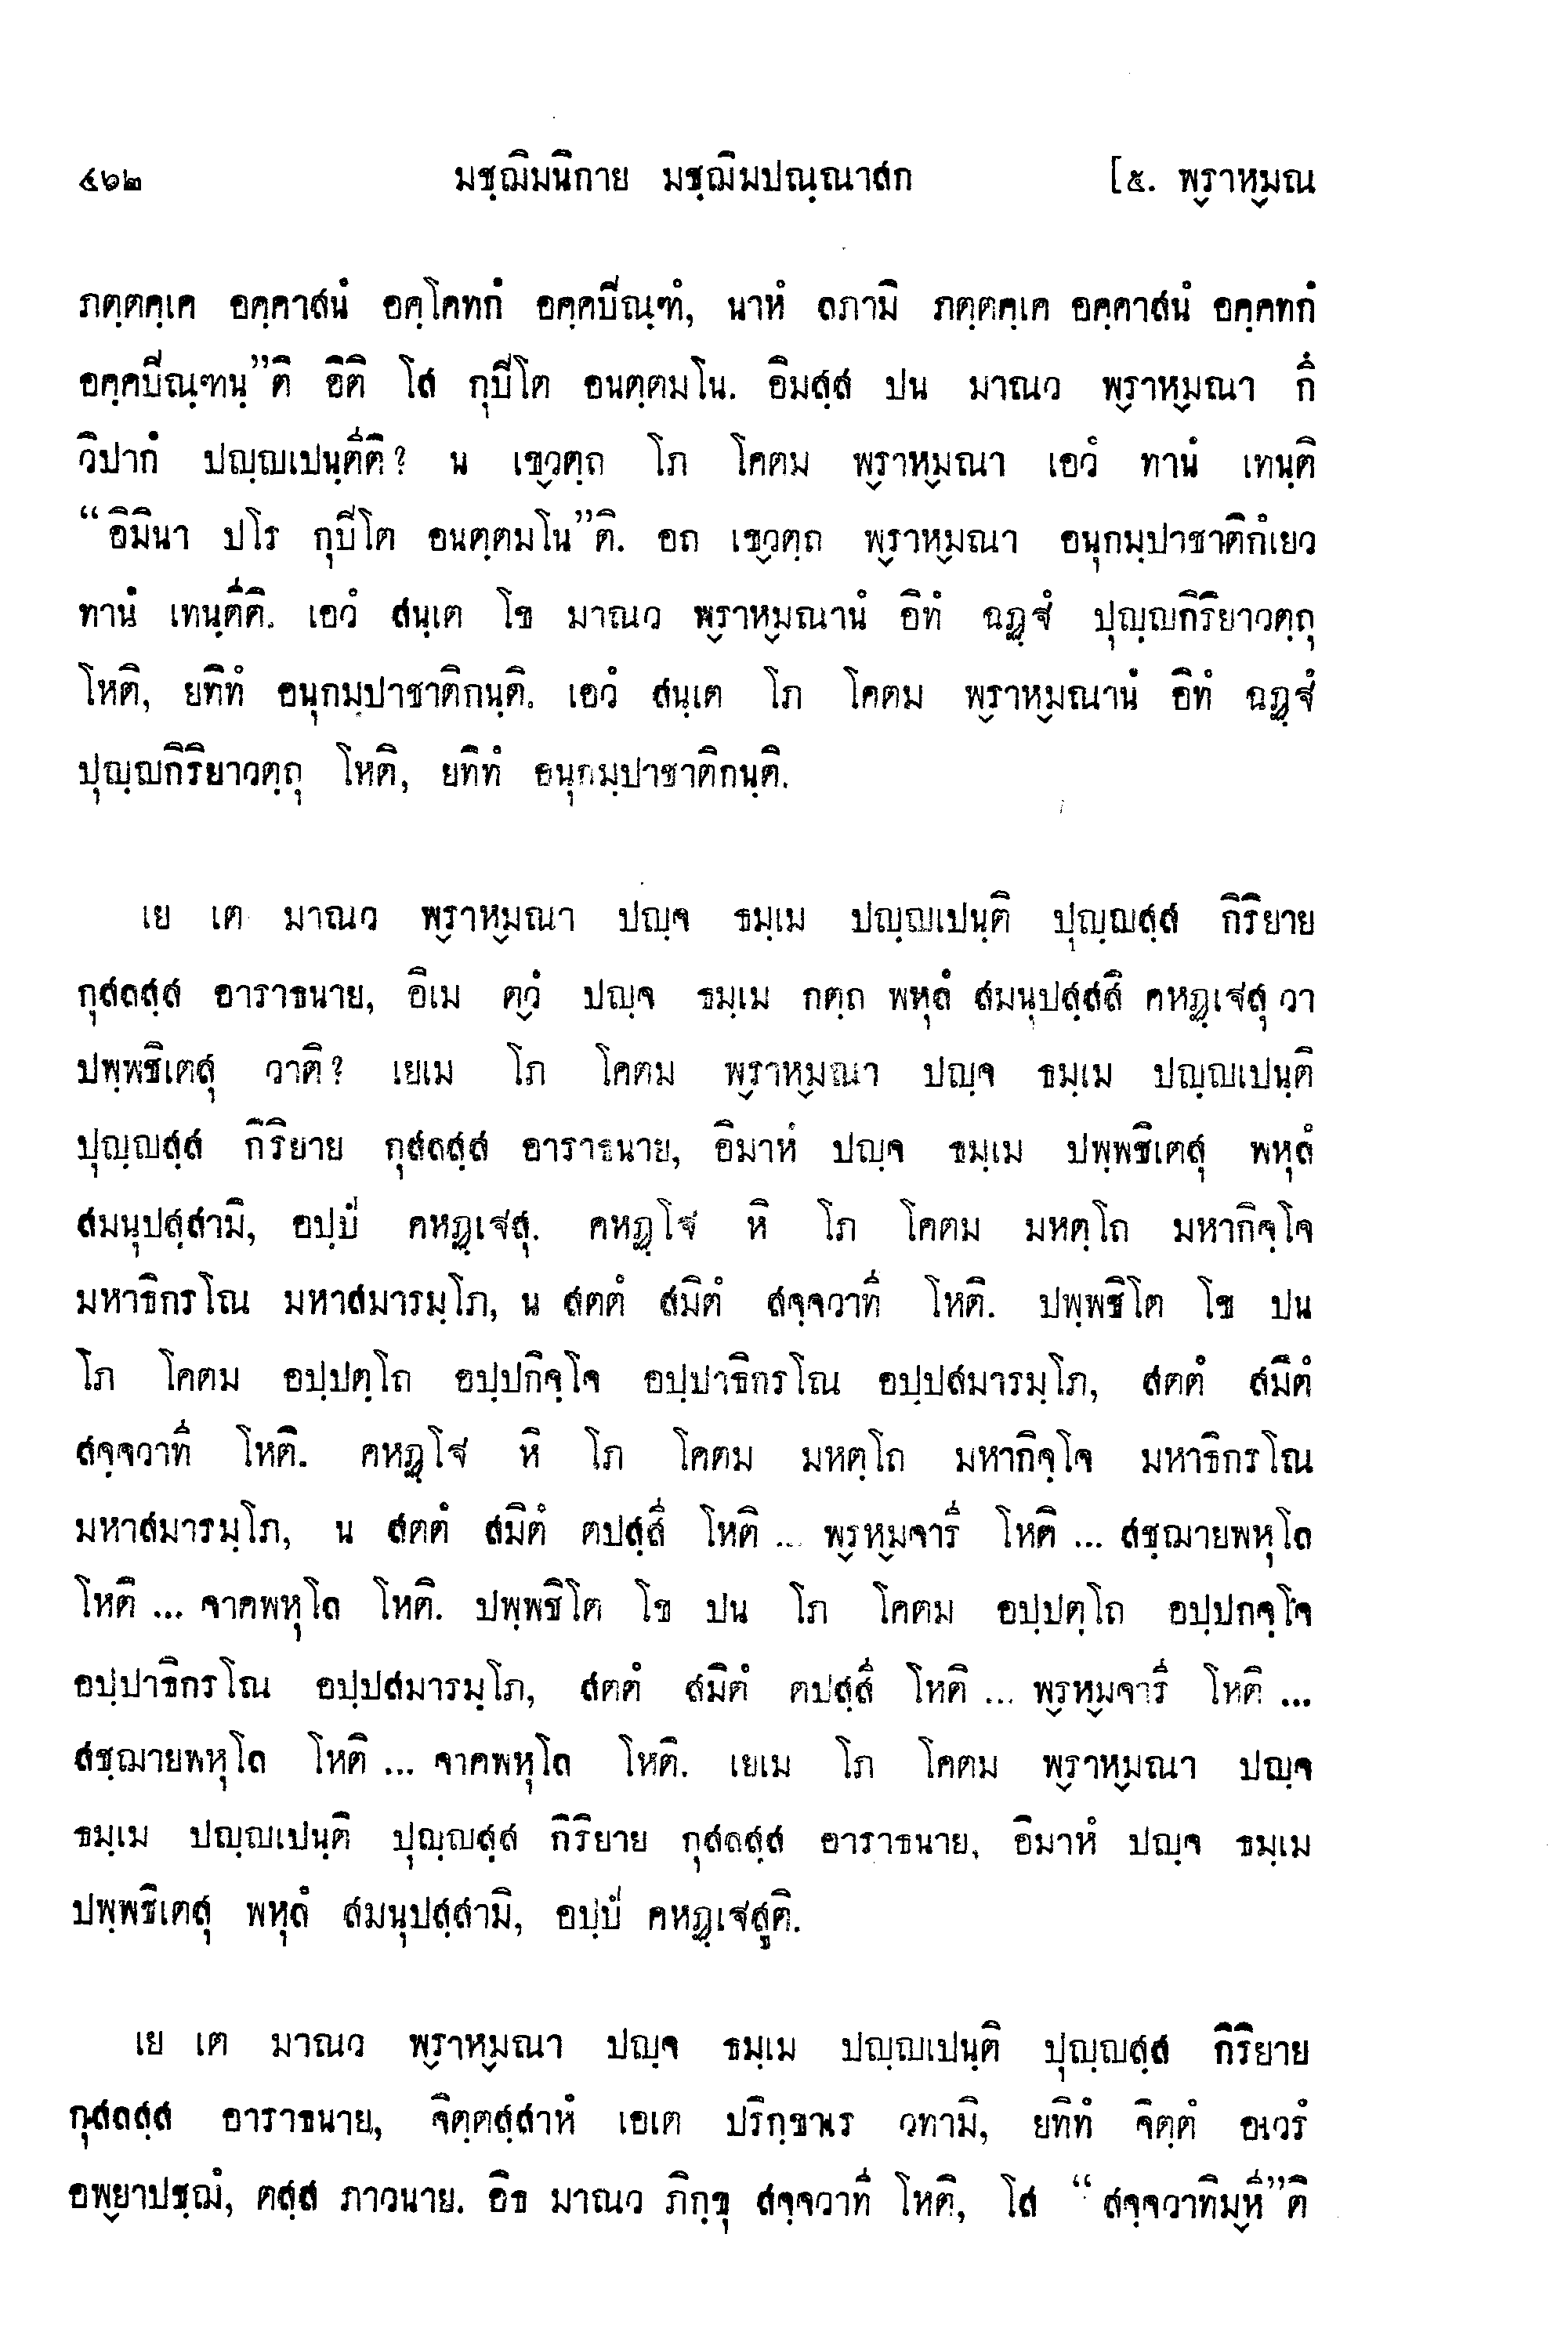 ๔๖๒ มชฺฌิมนิกาย มชฺฌิมปณฺณาสก [๕. พ๎ราห๎มณ
ภตฺตคฺเค อคฺคาสนํ อคฺโคทกํ อคฺคปิณฺฑํ, นาหํ ลภามิ ภตฺตคฺเค อคฺคาสนํ อคฺคทกํ
อคฺคปิณฺฑนฺ”ติ อิติ โส กุปิโต อนตฺตมโน. อิมสฺส ปน มาณว พ๎ราห๎มณา กึ
วิปากํ ปญฺญเปนฺตีติ? น เขฺวตฺถ โภ โคตม พ๎ราห๎มณา เอวํ ทานํ เทนฺติ
“อิมินา ปโร กุปิโต อนตฺตมโน”ติ. อถ เขฺวตฺถ พ๎ราห๎มณา อนุกมฺปาชาติกํเยว
ทานํ เทนฺตีติ. เอวํ สนฺเต โข มาณว พ๎ราห๎มณานํ อิทํ ฉฏฺฐํ ปุญฺญกิริยาวตฺถุ
โหติ, ยทิทํ อนุกมฺปาชาติกนฺติ. เอวํ สนฺเต โภ โคตม พ๎ราห๎มณานํ อิทํ ฉฏฺฐํ
ปุญฺญกิริยาวตฺถุ โหติ, ยทิทํ อนุกมฺปาชาติกนฺติ.
เย เต มาณว พ๎ราห๎มณา ปญฺจ ธมฺเม ปญฺญเปนฺติ ปุญฺญสฺส กิริยาย
กุสลสฺส อาราธนาย, อิเม ต๎วํ ปญฺจ ธมฺเม กตฺถ พหุลํ สมนุปสฺสสิ คหฏฺเฐสุ วา
ปพฺพชิเตสุ วาติ? เยเม โภ โคตม พ๎ราห๎มณา ปญฺจ ธมฺเม ปญฺญเปนฺติ
ปุญฺญสฺส กิริยาย กุสลสฺส อาราธนาย, อิมาหํ ปญฺจ ธมฺเม ปพฺพชิเตสุ พหุลํ
สมนุปสฺสามิ, อปฺปํ คหฏฺเฐสุ. คหฏฺโฐ หิ โภ โคตม มหตฺโถ มหากิจฺโจ
มหาธิกรโณ มหาสมารมฺโภ, น สตตํ สมิตํ สจฺจวาที โหติ. ปพฺพชิโต โข ปน
โภ โคตม อปฺปตฺโถ อปฺปกิจฺโจ อปฺปาธิกรโณ อปฺปสมารมฺโภ, สตตํ สมิตํ
สจฺจวาที โหติ. คหฏฺโฐ หิ โภ โคตม มหตฺโถ มหากิจฺโจ มหาธิกรโณ
มหาสมารมฺโภ, น สตตํ สมิตํ ตปสฺสี โหติ ... พ๎รห๎มจารี โหติ ... สชฺฌายพหุโล
โหติ ... จาคพหุโล โหติ. ปพฺพชิโต โข ปน โภ โคตม อปฺปตฺโถ อปฺปกจฺโจ
อปฺปาธิกรโณ อปฺปสมารมฺโภ, สตตํ สมิตํ ตปสฺสี โหติ ... พ๎รห๎มจารี โหติ ...
สชฺฌายพหุโล โหติ ... จาคพหุโล โหติ. เยเม โภ โคตม พ๎ราห๎มณา ปญฺจ
ธมฺเม ปญฺญเปนฺติ ปุญฺญสฺส กิริยาย กุสลสฺส อาราธนาย, อิมาหํ ปญฺจ ธมฺเม
ปพฺพชิเตสุ พหุลํ สมนุปสฺสามิ, อปฺปํ คหฏฺเฐสูติ.
เย เต มาณว พ๎ราห๎มณา ปญฺจ ธมฺเม ปญฺญเปนฺติ ปุญฺญสฺส กิริยาย
กุสลสฺส อาราธนาย, จิตฺตสฺสาหํ เอเต ปริกฺขาเร วทามิ, ยทิทํ จิตฺตํ อเวรํ
อพ๎ยาปชฺฌํ, ตสฺส ภาวนาย. อิธ มาณว ภิกฺขุ สจฺจวาที โหติ, โส “สจฺจวาทิม๎หี”ติ